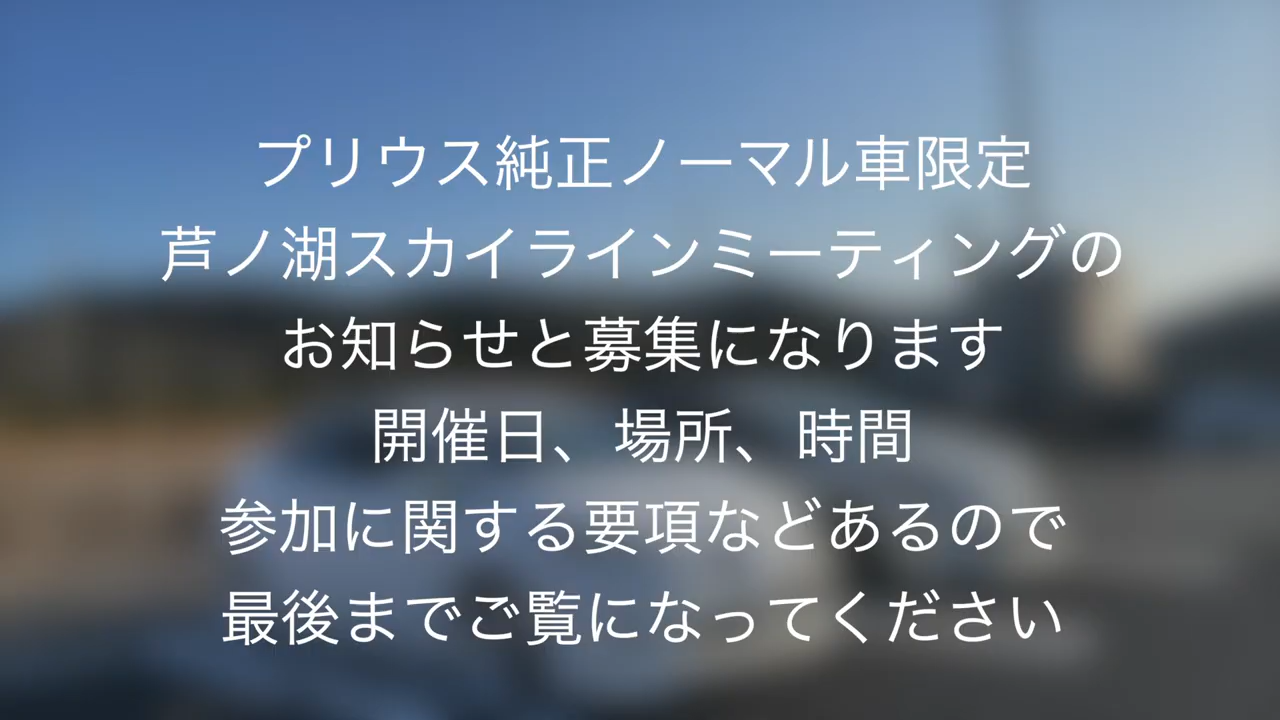 プリウス純正ノーマル車限定
芦ノ湖スカイラインミーティングの
お知らせと募集になります
開催日、場所、時間
参加に関する要項などあるので
最後までご覧になってください